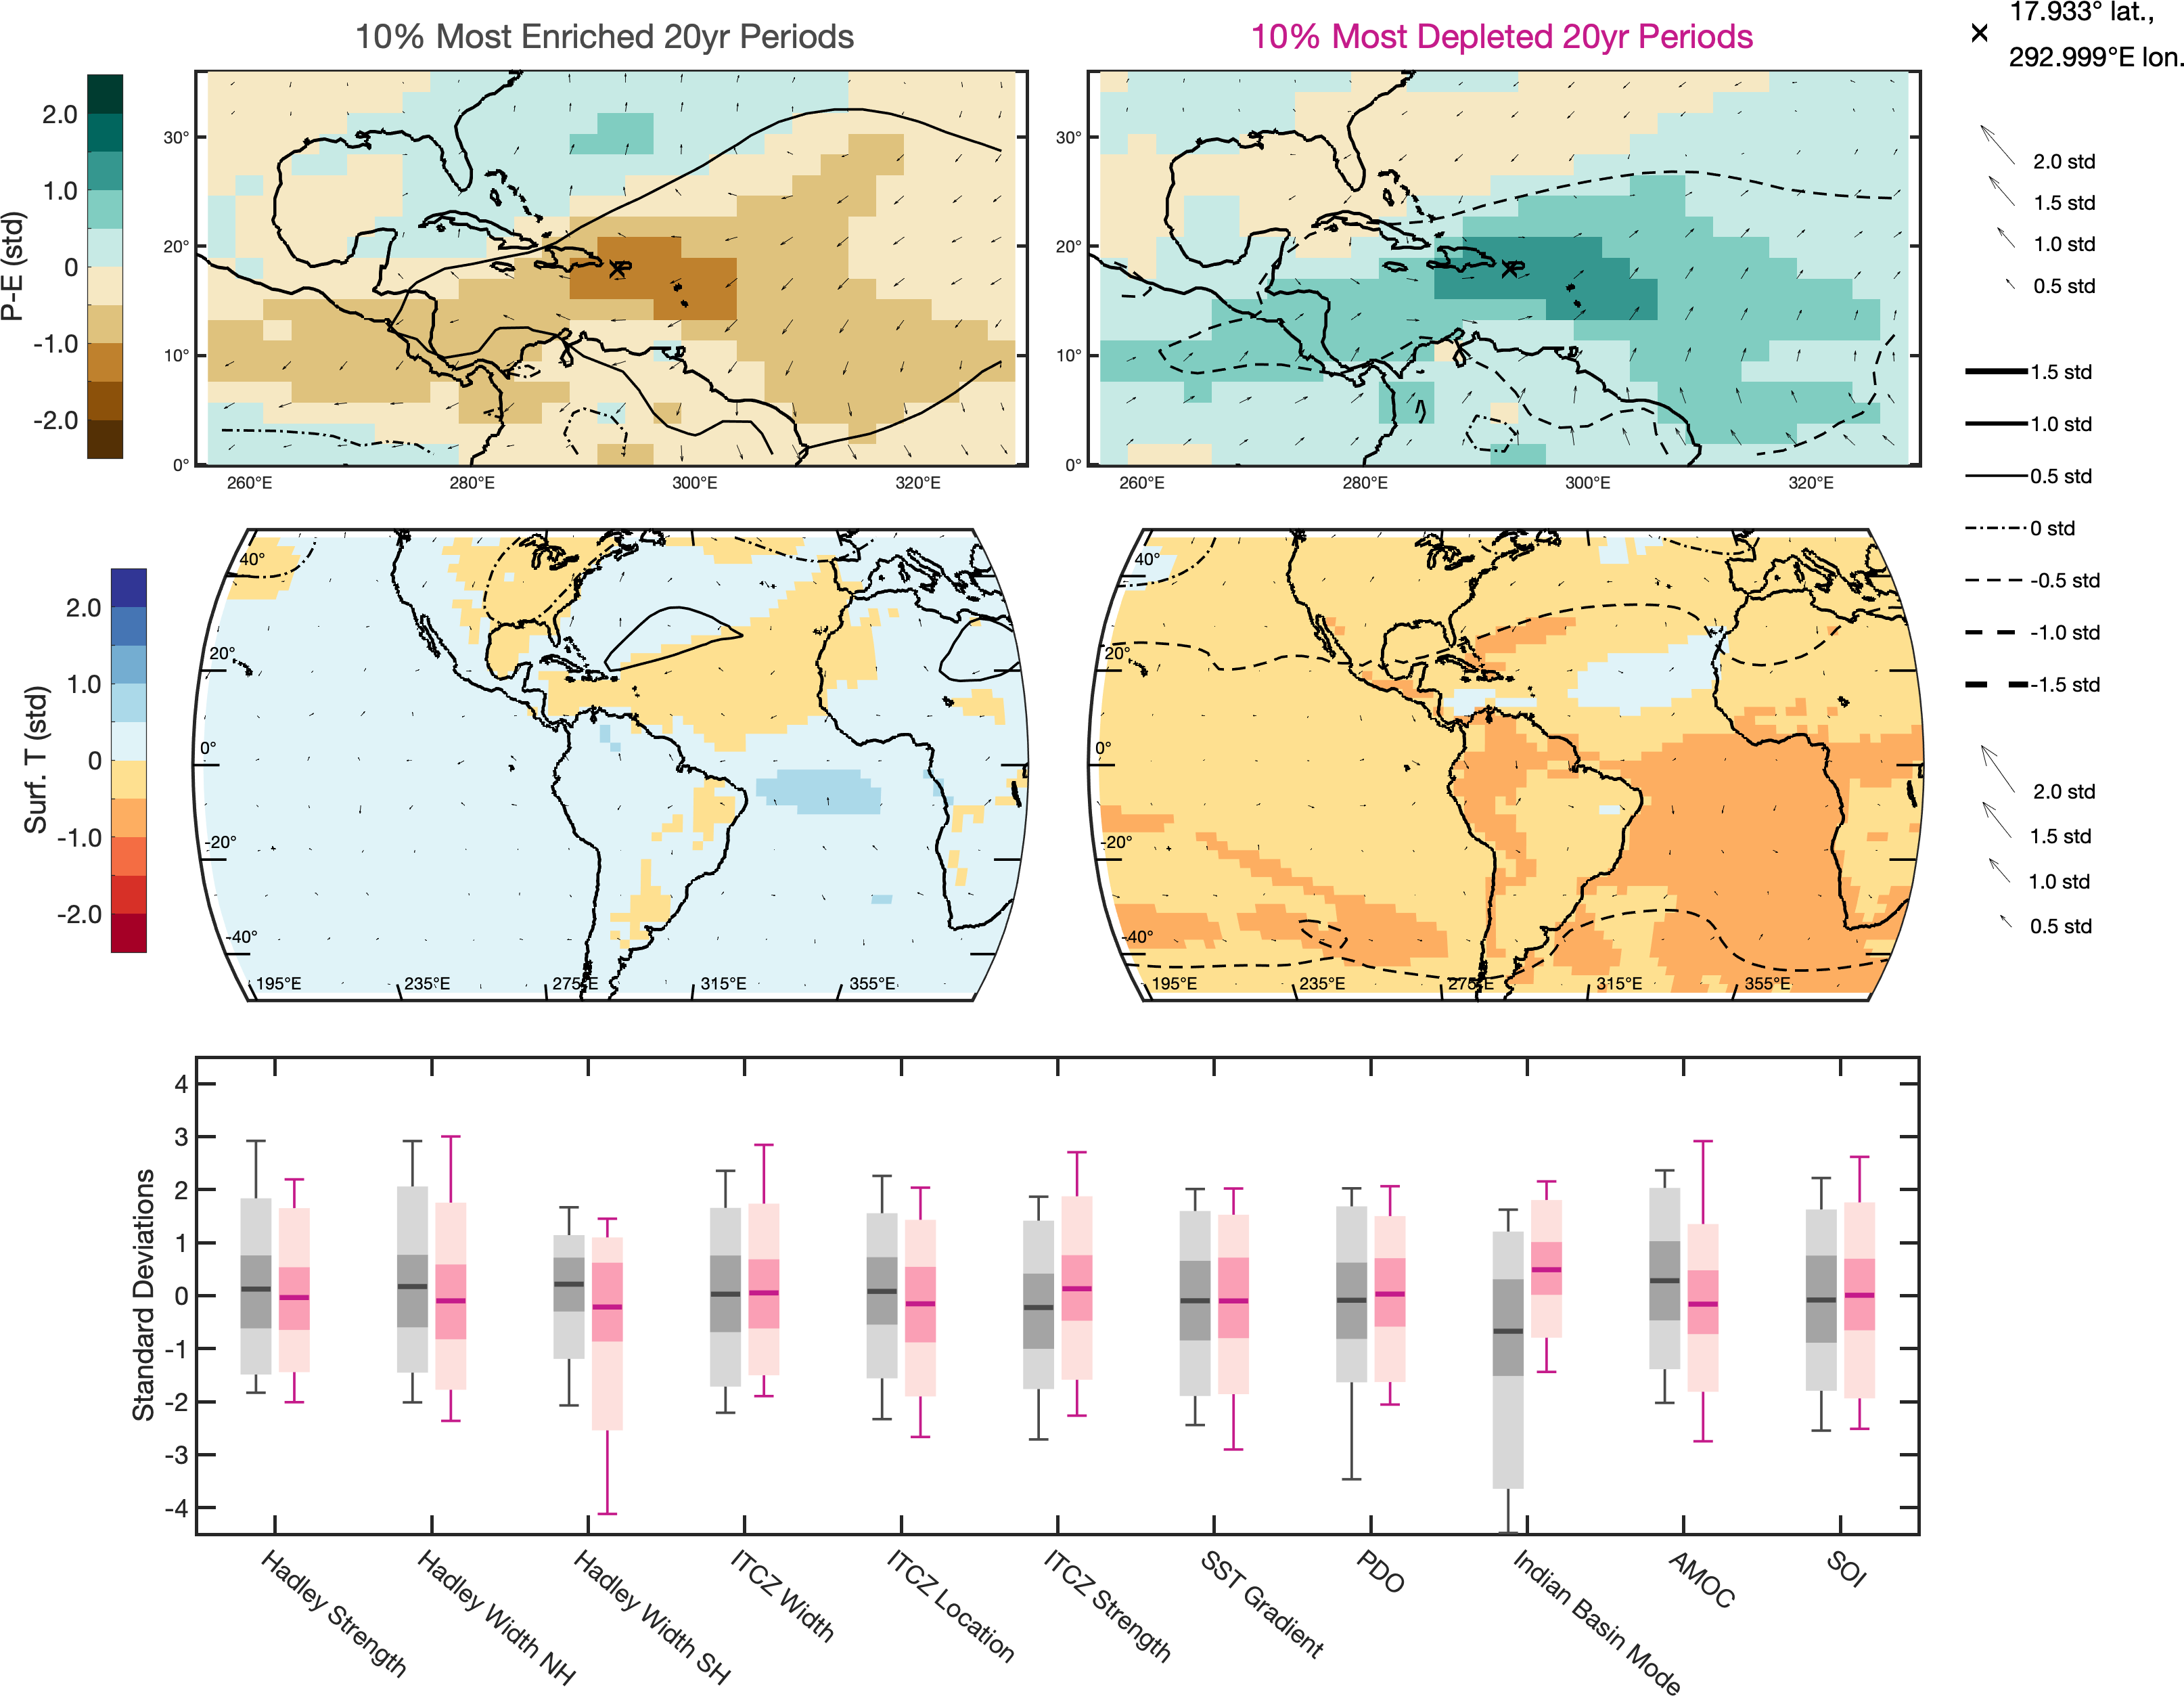 10% Most Enriched 20yr Periods
10% Most Depleted 20yr Periods
17.933° lat.,
292.999°E lon.
P-E (std)
2.0
1.0
0
-1.0
-2.0
30°
20°
10°
0°
260°E
280°E
300°E
320°E
30°
20°
10°
0°
260°E
280°E
300°E
320°E
2.0 std
1.5 std
1.0 std
0.5 std
1.5 std
1.0 std
0.5 std
0 std
-0.5 std
-1.0 std
-1.5 std
Surf. T (std)
2.0
1.0
0
-1.0
-2.0
40°
20°
0°
-20°
-40°
195°E
235°E
275°E
315°E
355°E
40°
20°
0°
-20°
-40°
195°E
235°E
275°E
315°E
355°E
2.0 std
1.5 std
1.0 std
0.5 std
Standard Deviations
4
3
2
1
0
-1
-2
-3
-4
Hadley Strength
Hadley Width NH
Hadley Width SH
ITCZ Width
ITCZ Location
ITCZ Strength
SST Gradient
PDO
Indian Basin Mode
AMOC
SOI